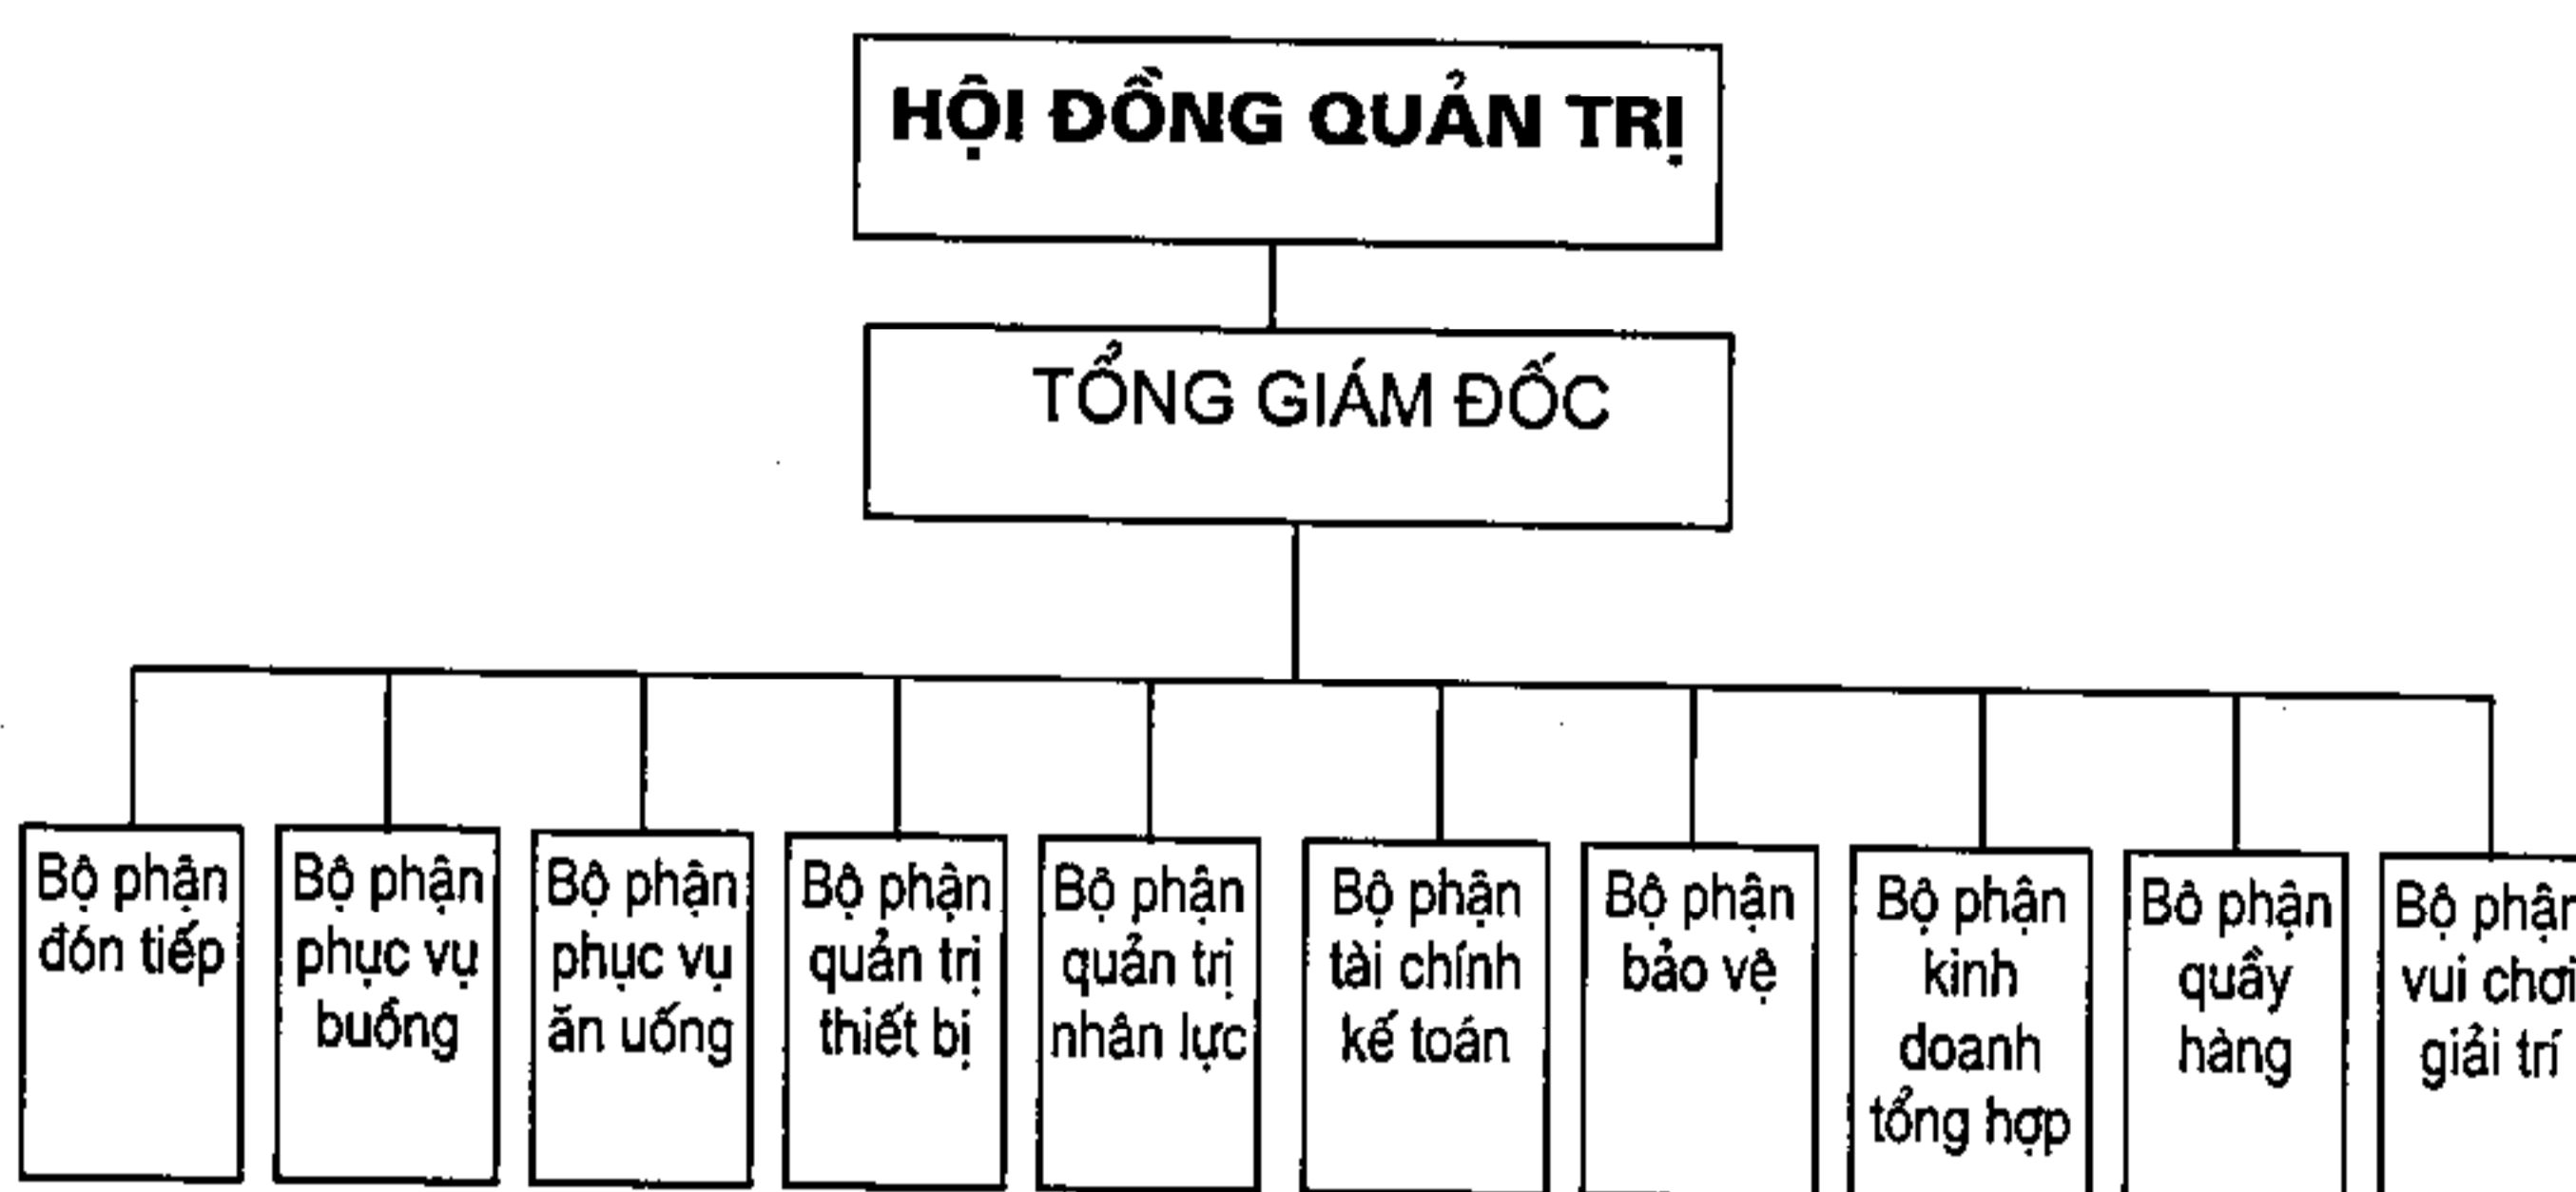 HỘI ĐỒNG QUẢN TRỊ
TỔNG GIÁM ĐỐC
Bộ phận
đón tiếp
Bộ phận
phục vụ
buồng
Bộ phận
phục vụ
ăn uống
Bộ phận
quản trị
thiết bị
Bộ phận
quản trị
nhân lực
Bộ phận
tài chính
kế toán
Bộ phận
bảo vệ
Bộ phận
kinh
doanh
tổng hợp
Bộ phận
quầy
hàng
Bộ phận
vui chơi
giải trí